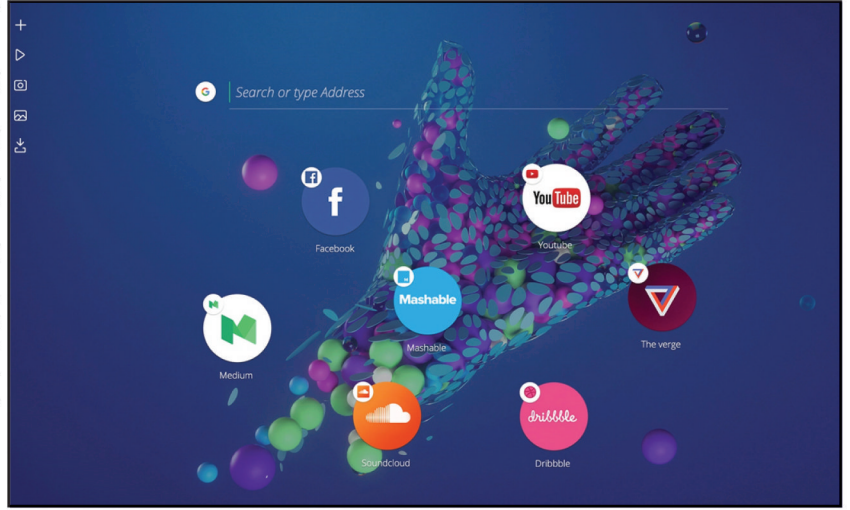 Search or type Address
f
Facebook
You Tube
Youtube
Mashable
Mashable
The verge
Medium
Soundcloud
dribbble
Dribbble